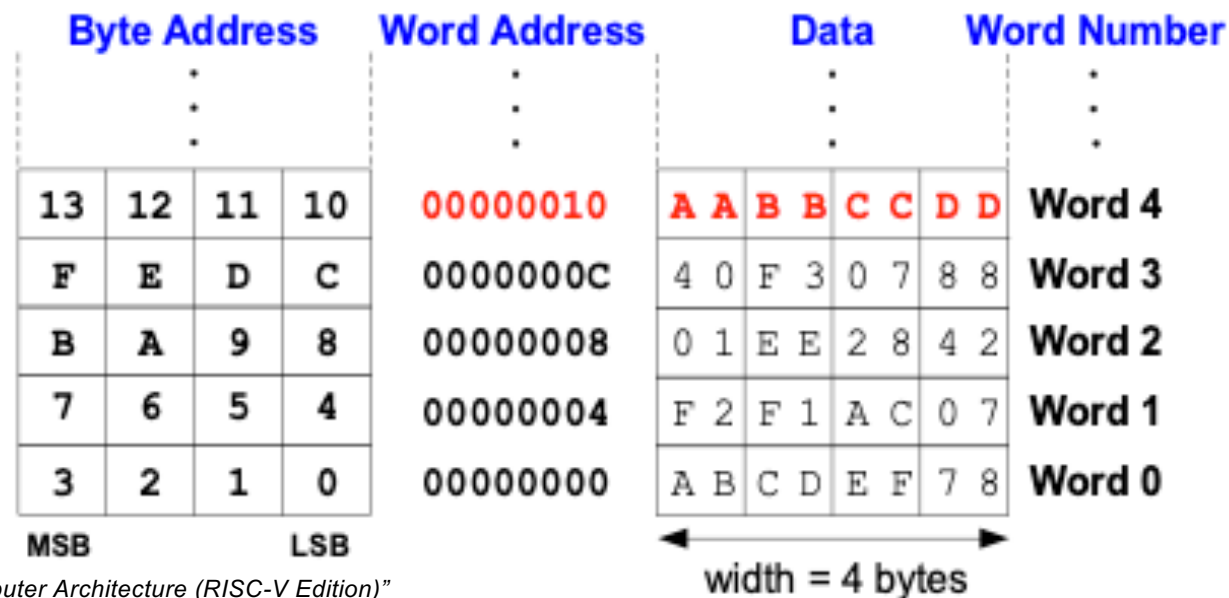 Byte Address Word Address Data Word Number
13 12 11 10 00000010 A A B B C C D D Word 4
F E D C 0000000C 4 0 F 3 0 7 8 8 Word 3
B A 9 8 00000008 0 1 E E 2 8 4 2 Word 2
7 6 5 4 00000004 F 2 F 1 A C 0 7 Word 1
3 2 1 0 00000000 A B C D E F 7 8 Word 0
MSB LSB
width = 4 bytes
puter Architecture (RISC-V Edition)”